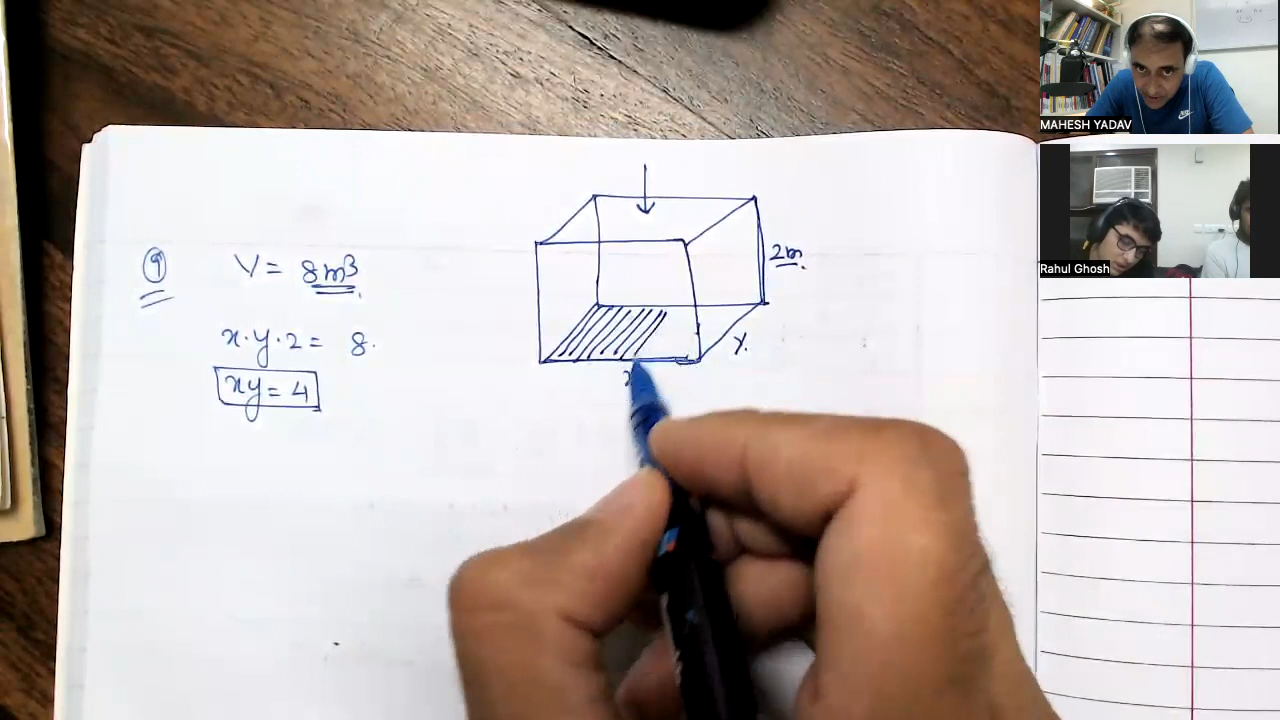 9 V = 8m³
x·y·2 = 8.
xy = 4
2m.
y.
x
MAHESH YADAV
Rahul Ghosh